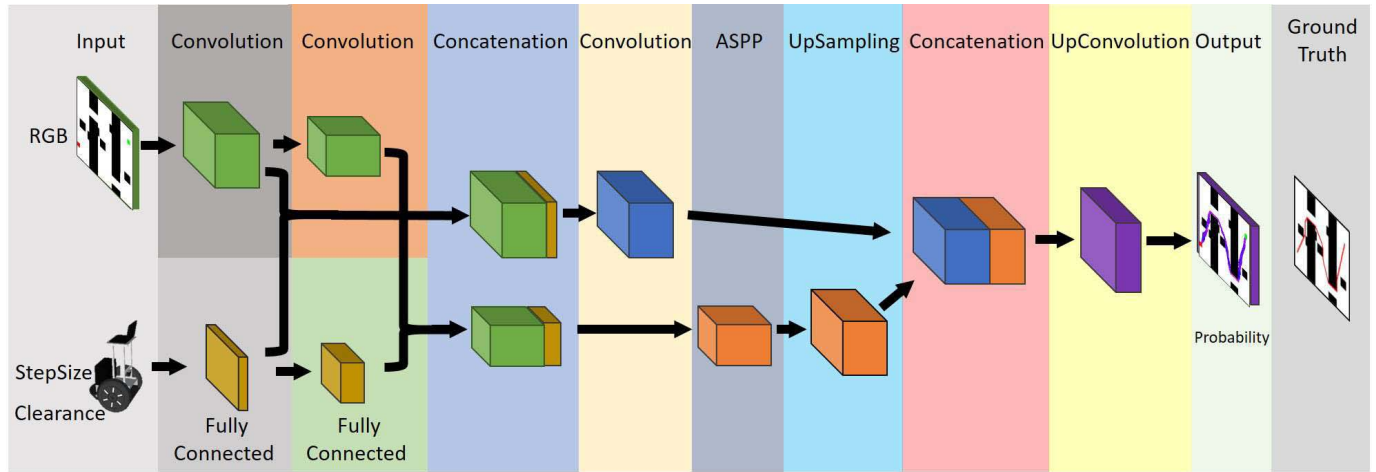 Input
Convolution
Convolution
Concatenation
Convolution
ASPP
UpSampling
Concatenation
UpConvolution
Output
Ground
Truth
RGB
StepSize
Clearance
Fully
Connected
Fully
Connected
Probability